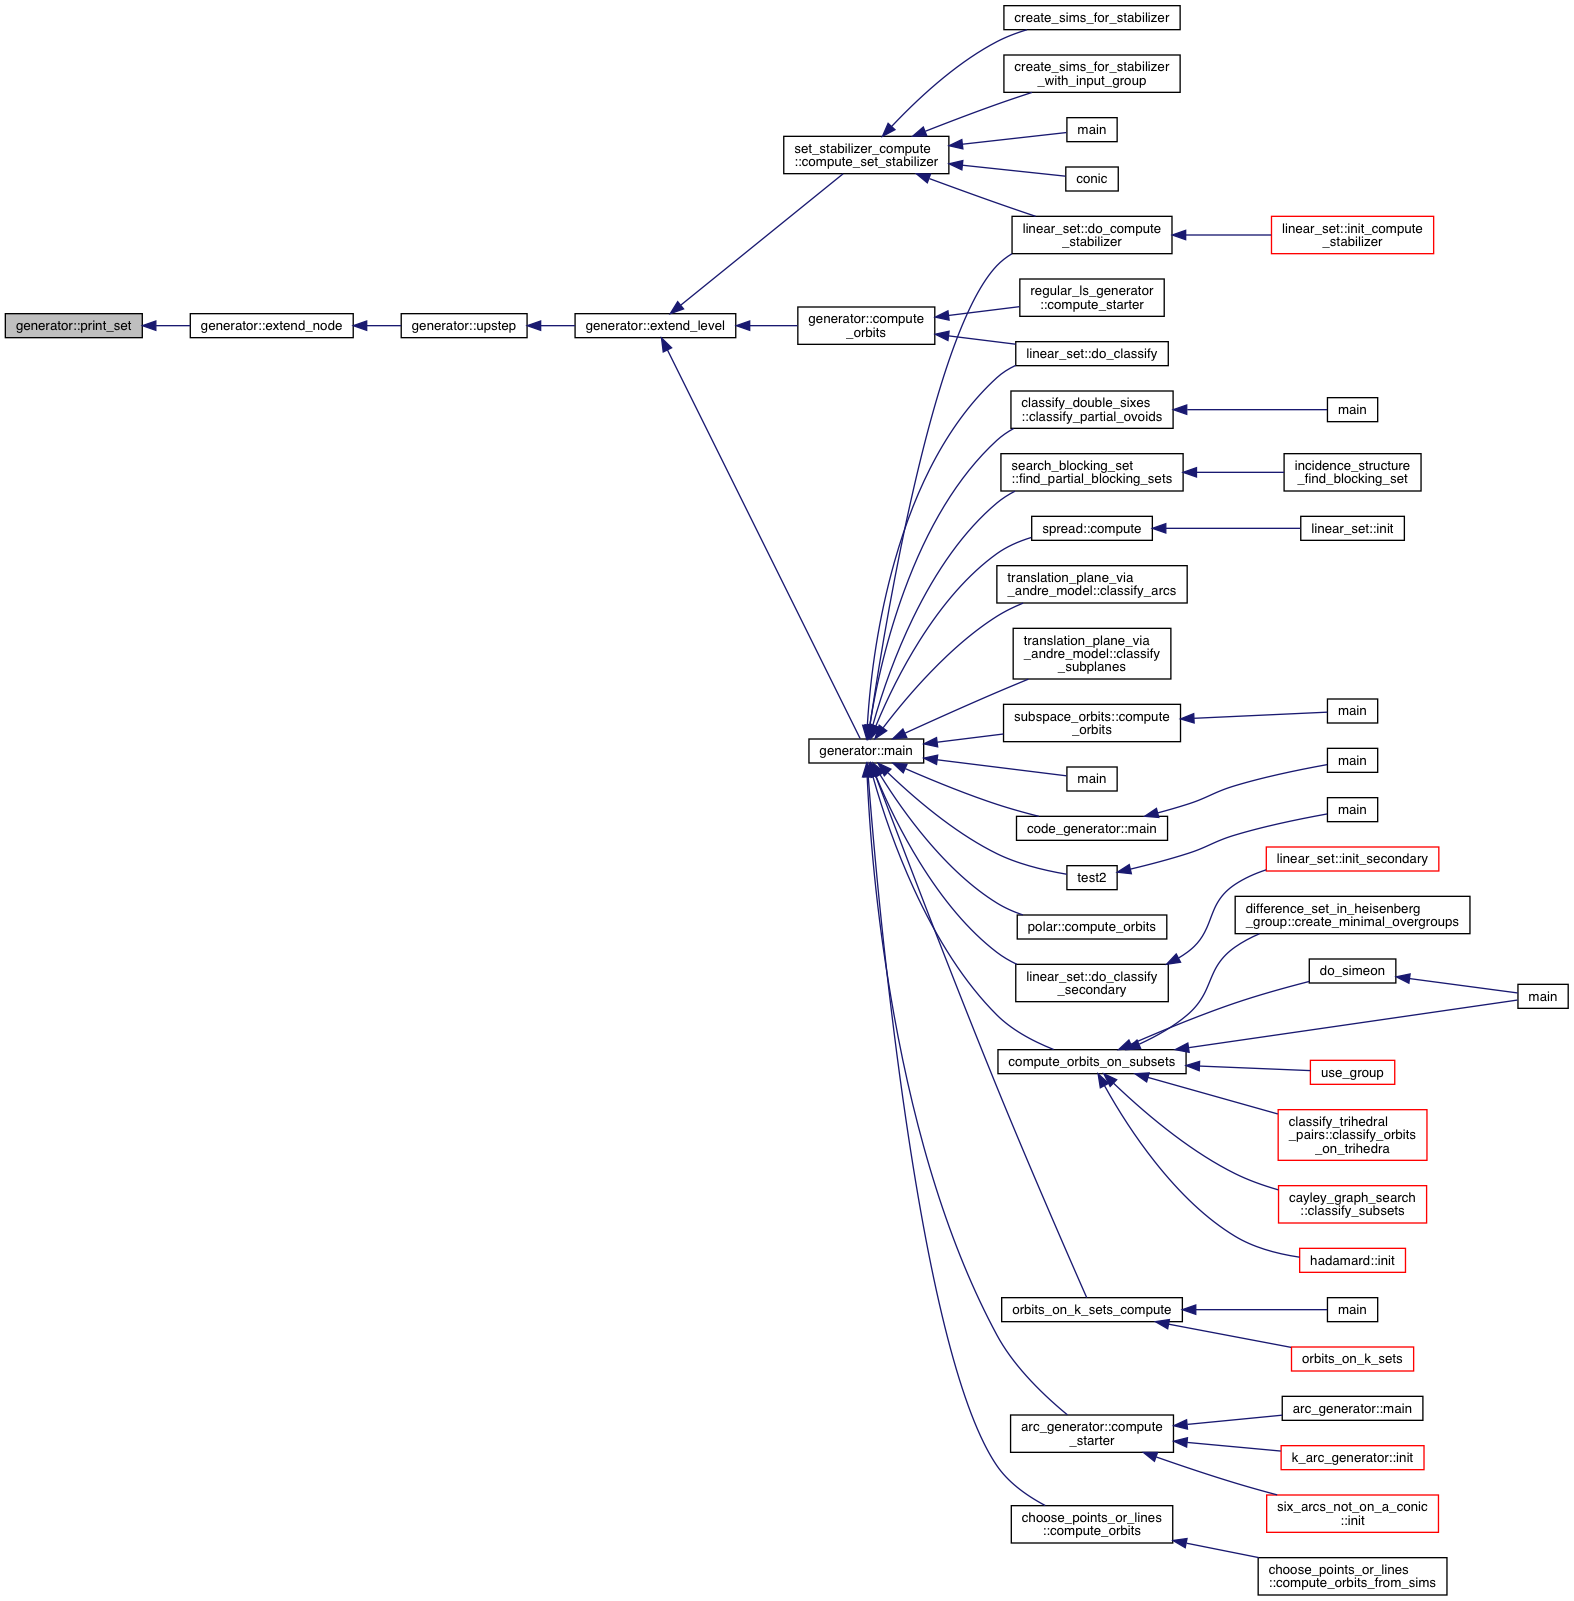 create_sims_for_stabilizer
create_sims_for_stabilizer
_with_input_group
main
set_stabilizer_compute
::compute_set_stabilizer
conic
linear_set::do_compute
_stabilizer
linear_set::init_compute
_stabilizer
regular_ls_generator
::compute_starter
generator::print_set
generator::extend_node
generator::upstep
generator::extend_level
generator::compute
_orbits
linear_set::do_classify
classify_double_sixes
::classify_partial_ovoids
main
search_blocking_set
::find_partial_blocking_sets
incidence_structure
_find_blocking_set
spread::compute
linear_set::init
translation_plane_via
_andre_model::classify_arcs
translation_plane_via
_andre_model::classify
_subplanes
subspace_orbits::compute
_orbits
main
generator::main
main
main
code_generator::main
main
test2
linear_set::init_secondary
polar::compute_orbits
difference_set_in_heisenberg
_group::create_minimal_overgroups
linear_set::do_classify
_secondary
do_simeon
main
compute_orbits_on_subsets
use_group
classify_trihedral
_pairs::classify_orbits
_on_trihedra
cayley_graph_search
::classify_subsets
hadamard::init
orbits_on_k_sets_compute
main
orbits_on_k_sets
arc_generator::compute
_starter
arc_generator::main
k_arc_generator::init
six_arcs_not_on_a_conic
::init
choose_points_or_lines
::compute_orbits
choose_points_or_lines
::compute_orbits_from_sims